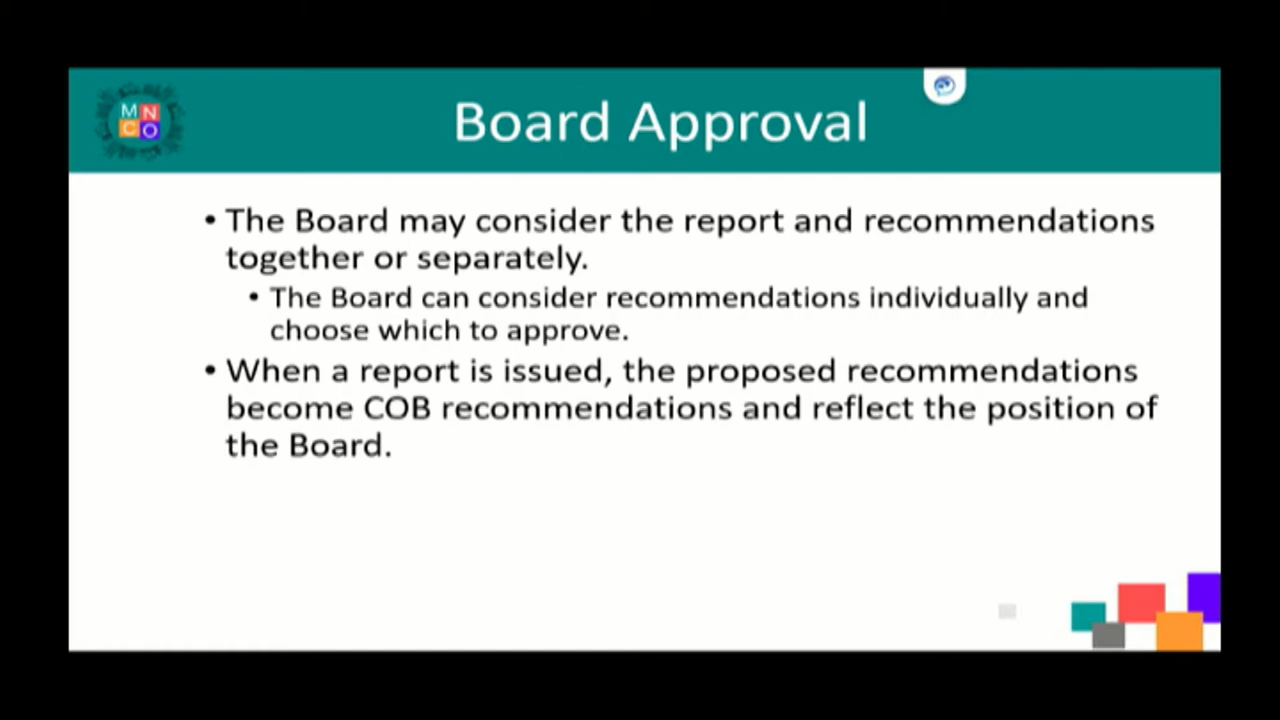 MN
CO
Board Approval
• The Board may consider the report and recommendations
together or separately.
• The Board can consider recommendations individually and
choose which to approve.
• When a report is issued, the proposed recommendations
become COB recommendations and reflect the position of
the Board.